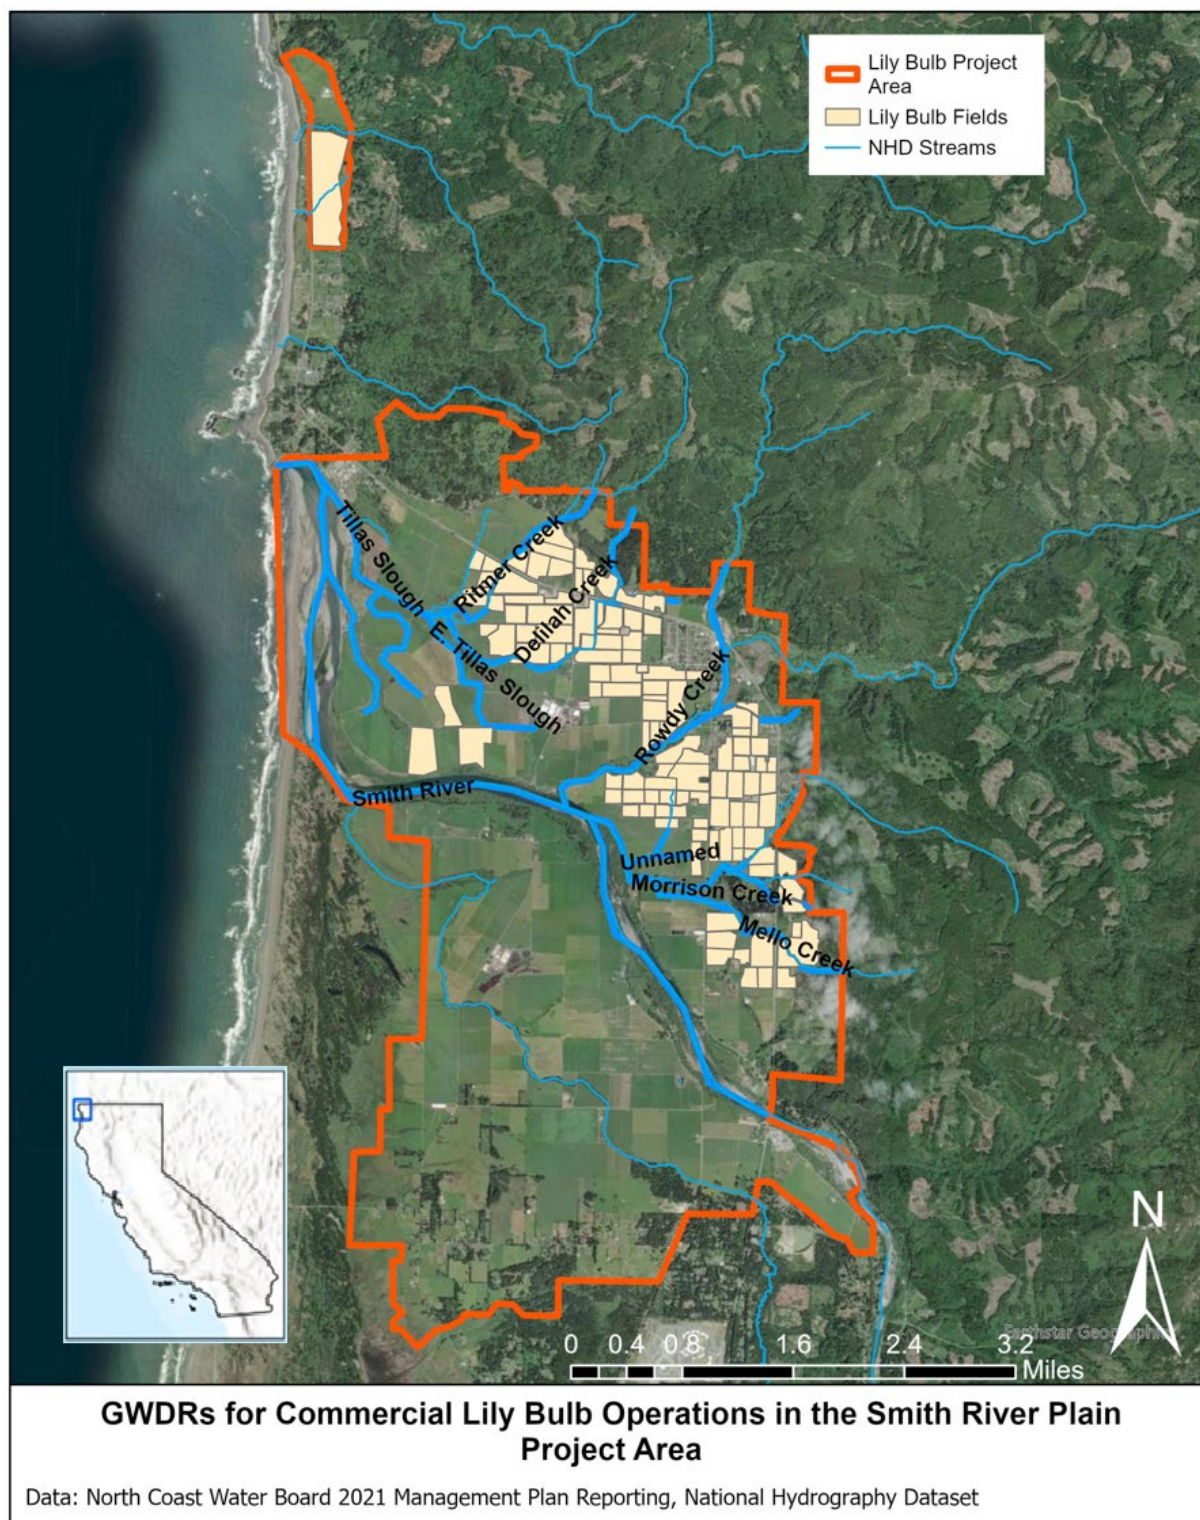 Lily Bulb Project
Area
Lily Bulb Fields
NHD Streams
Tillas Slough
Ritmer Creek
Delilah Creek
E. Tillas Slough
Rowdy Creek
Smith River
Unnamed
Morrison Creek
Mello Creek
N
Earthstar Geographics
0 0.4 0.8 1.6 2.4 3.2
Miles
GWDRs for Commercial Lily Bulb Operations in the Smith River Plain
Project Area
Data: North Coast Water Board 2021 Management Plan Reporting, National Hydrography Dataset